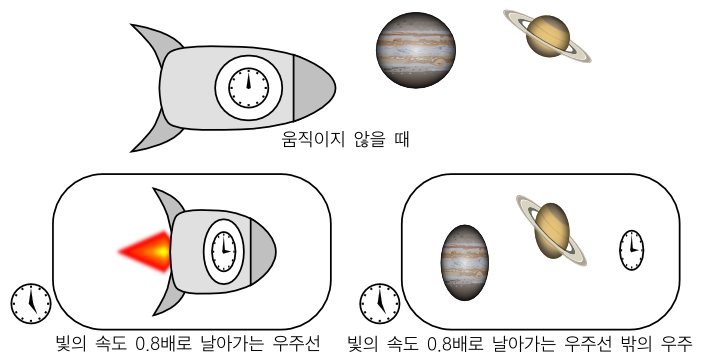 움직이지 않을 때
빛의 속도 0.8배로 날아가는 우주선
빛의 속도 0.8배로 날아가는 우주선 밖의 우주